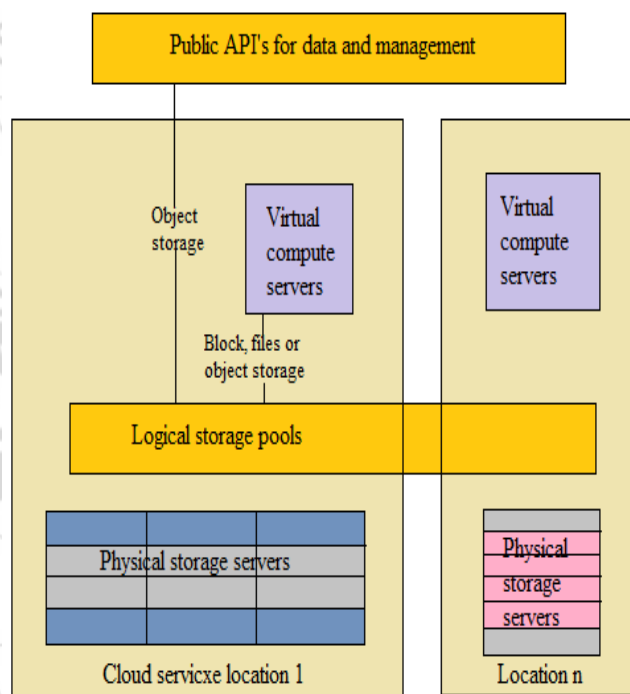 Public API's for data and management
Object
storage
Virtual
compute
servers
Block, files or
object storage
Logical storage pools
Physical storage servers
Cloud servicxe location 1
Virtual
compute
servers
Physical
storage
servers
Location n